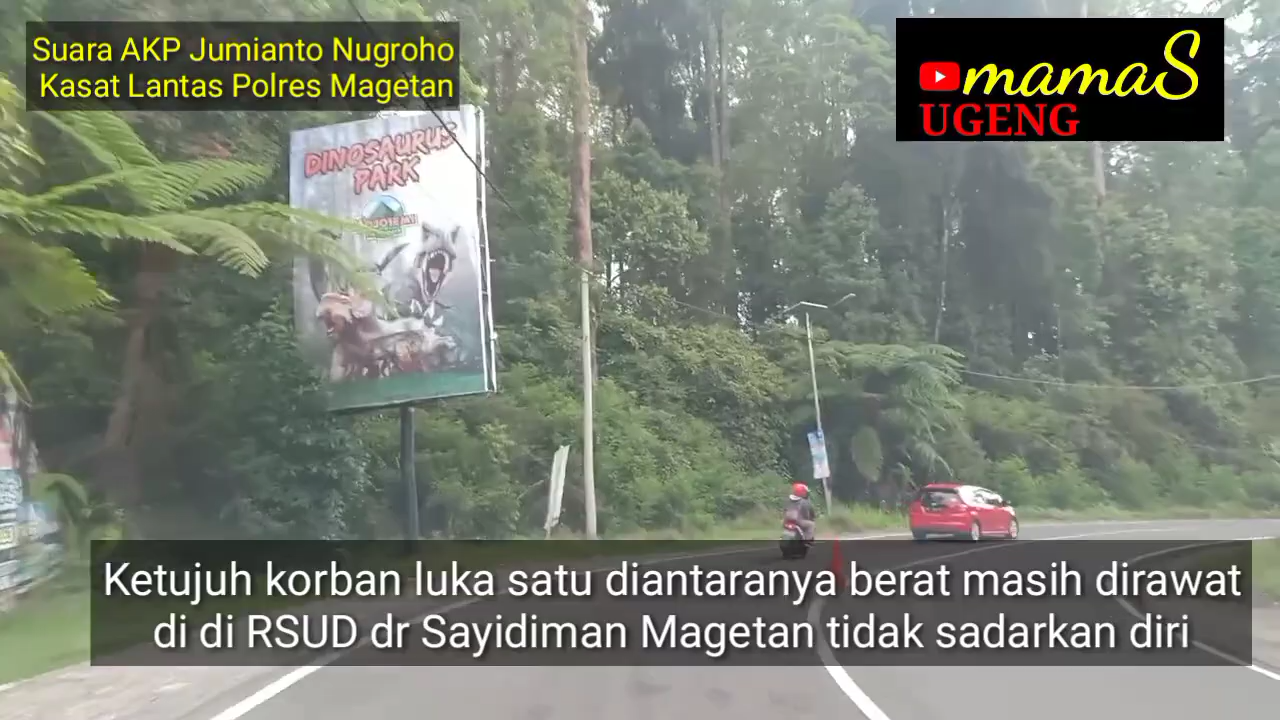 Suara AKP Jumianto Nugroho
Kasat Lantas Polres Magetan
mamaS
UGENG
DINOSAURUS
PARK
Ketujuh korban luka satu diantaranya berat masih dirawat
di di RSUD dr Sayidiman Magetan tidak sadarkan diri